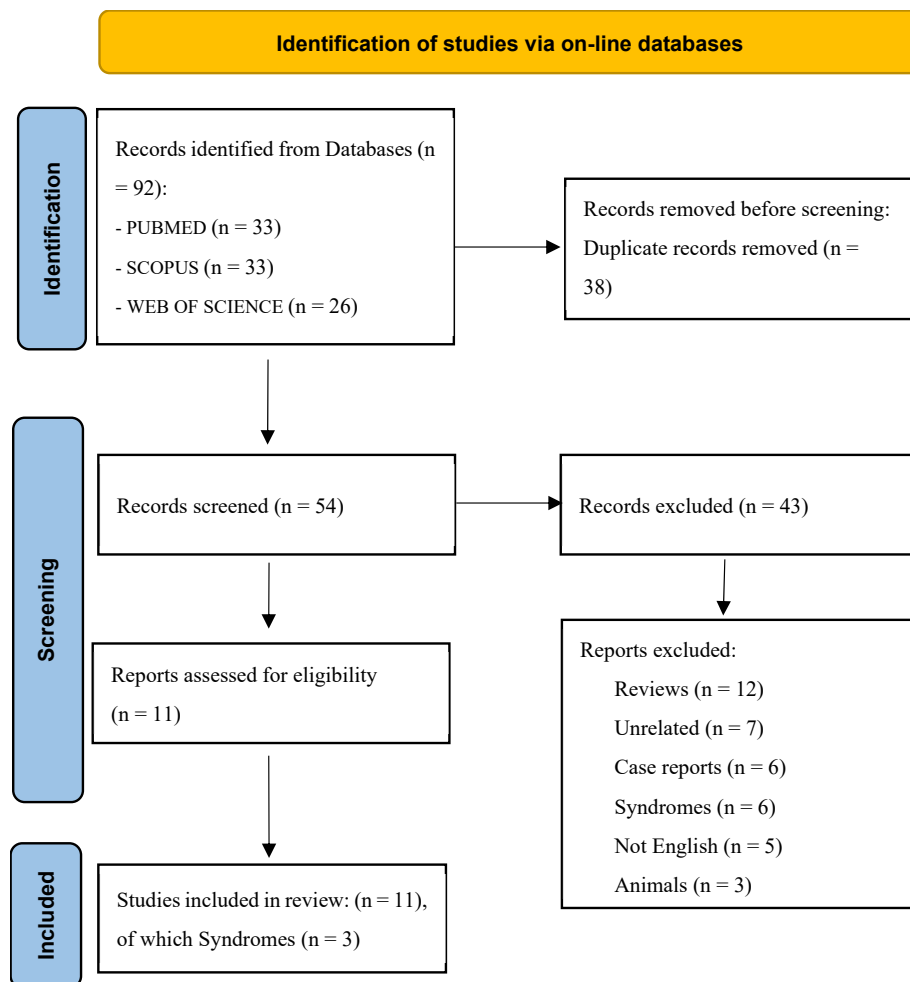 Identification of studies via on-line databases
Identification
Records identified from Databases (n
= 92):
- PUBMED (n = 33)
- SCOPUS (n = 33)
- WEB OF SCIENCE (n = 26)
Records removed before screening:
Duplicate records removed (n =
38)
Screening
Records screened (n = 54)
Records excluded (n = 43)
Reports assessed for eligibility
(n = 11)
Reports excluded:
Reviews (n = 12)
Unrelated (n = 7)
Case reports (n = 6)
Syndromes (n = 6)
Not English (n = 5)
Animals (n = 3)
Included
Studies included in review: (n = 11),
of which Syndromes (n = 3)